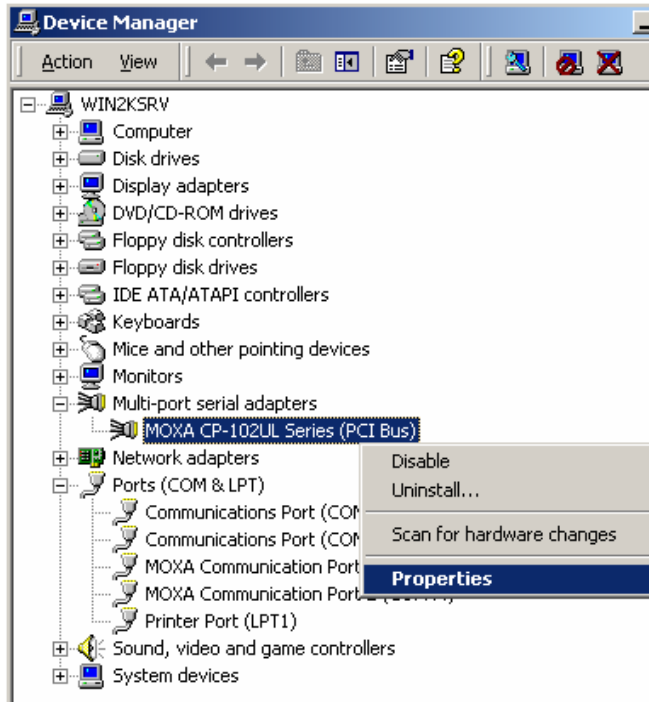 Device Manager
Action View
WIN2KSRV
Computer
Disk drives
Display adapters
DVD/CD-ROM drives
Floppy disk controllers
Floppy disk drives
IDE ATA/ATAPI controllers
Keyboards
Mice and other pointing devices
Monitors
Multi-port serial adapters
MOXA CP-102UL Series (PCI Bus)
Network adapters
Ports (COM & LPT)
Communications Port
Communications Port
MOXA Communication Port
MOXA Communication Port
Printer Port (LPT1)
Sound, video and game controllers
System devices
Disable
Uninstall...
Scan for hardware changes
Properties